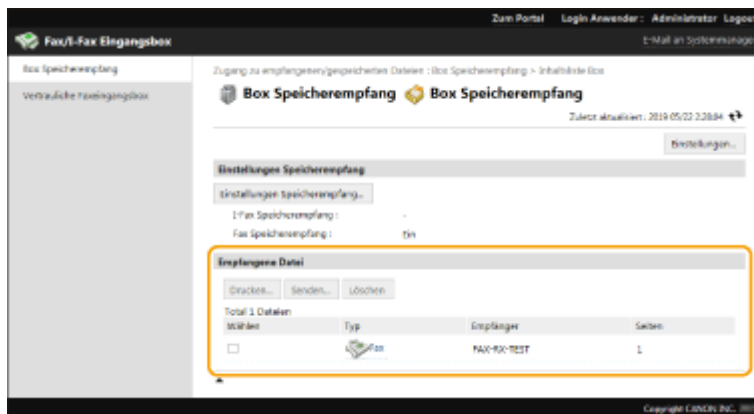 Zum Portal Login Anwender : Administrator Logout
Fax/I-Fax Eingangsbox
E-Mail an Systemmanager
Box Speicherempfang
Vertrauliche Faxeingangsbox
Zugang zu empfangenen/gespeicherten Dateien : Box Speicherempfang > Inhaltsliste Box
Box Speicherempfang Box Speicherempfang
Zuletzt aktualisiert : 2019 05/22 2:28:04
Einstellungen...
Einstellungen Speicherempfang
Einstellungen Speicherempfang...
I-Fax Speicherempfang : -
Fax Speicherempfang : Ein
Empfangene Datei
Drucken... Senden... Löschen
Total 1 Dateien
Wählen Typ Empfänger Seiten
Fax FAX-RX-TEST 1
Copyright CANON INC.